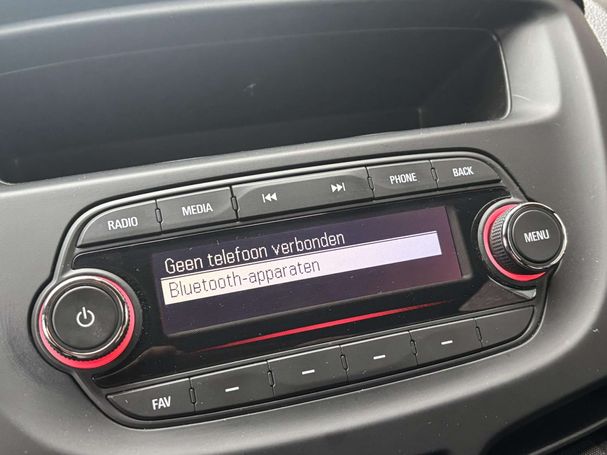 RADIO
MEDIA
PHONE
BACK
Geen telefoon verbonden
Bluetooth-apparaten
MENU
FAV